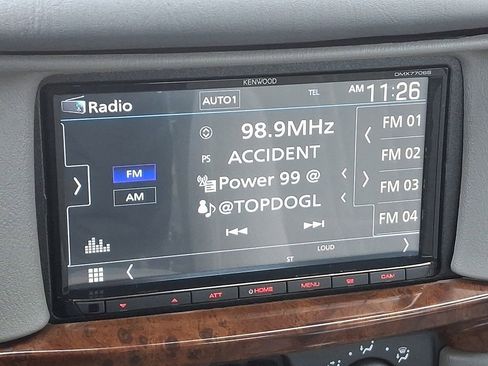 KENWOOD
DMX7706S
Radio
AUTO1
TEL
AM 11:26
98.9MHz
FM 01
PS ACCIDENT
FM 02
FM
Power 99 @
FM 03
AM
@TOPDOGL
FM 04
LOUD
ST
ATT
HOME
MENU
CAM